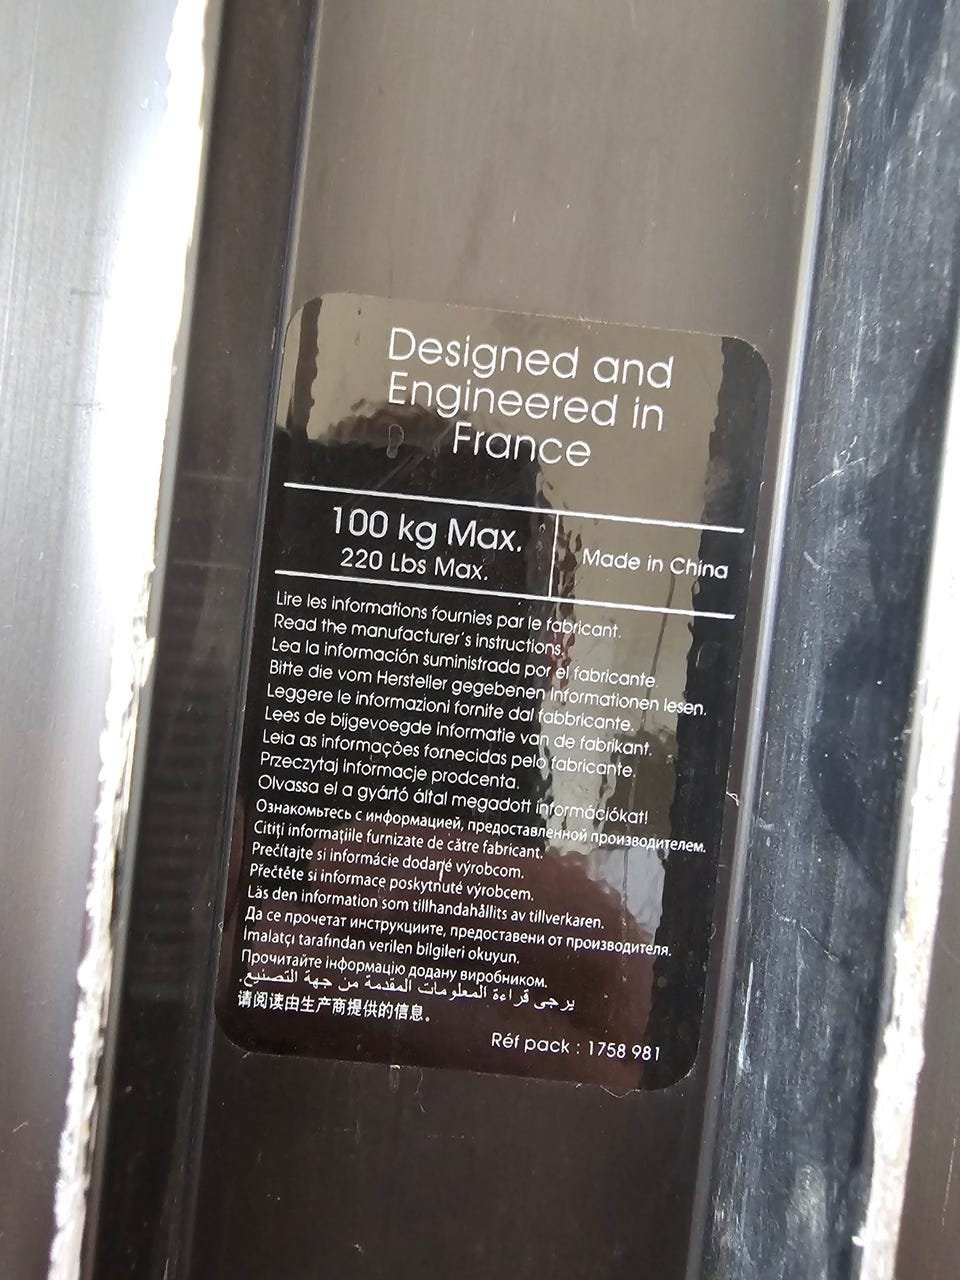 Designed and
Engineered in
France
100 kg Max.
220 Lbs Max.
Made in China
Lire les informations fournies par le fabricant.
Read the manufacturer's instructions.
Lea la información suministrada por el fabricante.
Bitte die vom Hersteller gegebenen Informationen lesen.
Leggere le informazioni fornite dal fabbricante.
Lees de bijgevoegde informatie van de fabrikant.
Leia as informações fornecidas pelo fabricante.
Przeczytaj informacje prodcenta.
Olvassa el a gyártó által megadott információkat!
Ознакомьтесь с информацией, предоставленной производителем.
Citiți informațiile furnizate de către fabricant.
Prečítajte si informácie dodané výrobcom.
Přečtěte si informace poskytnuté výrobcem.
Läs den information som tillhandahållits av tillverkaren.
Да се прочетат инструкциите, предоставени от производителя.
İmalatçı tarafından verilen bilgileri okuyun.
Прочитайте інформацію додану виробником.
يرجى قراءة المعلومات المقدمة من جهة التصنيع.
请阅读由生产商提供的信息。
Réf pack : 1758 981